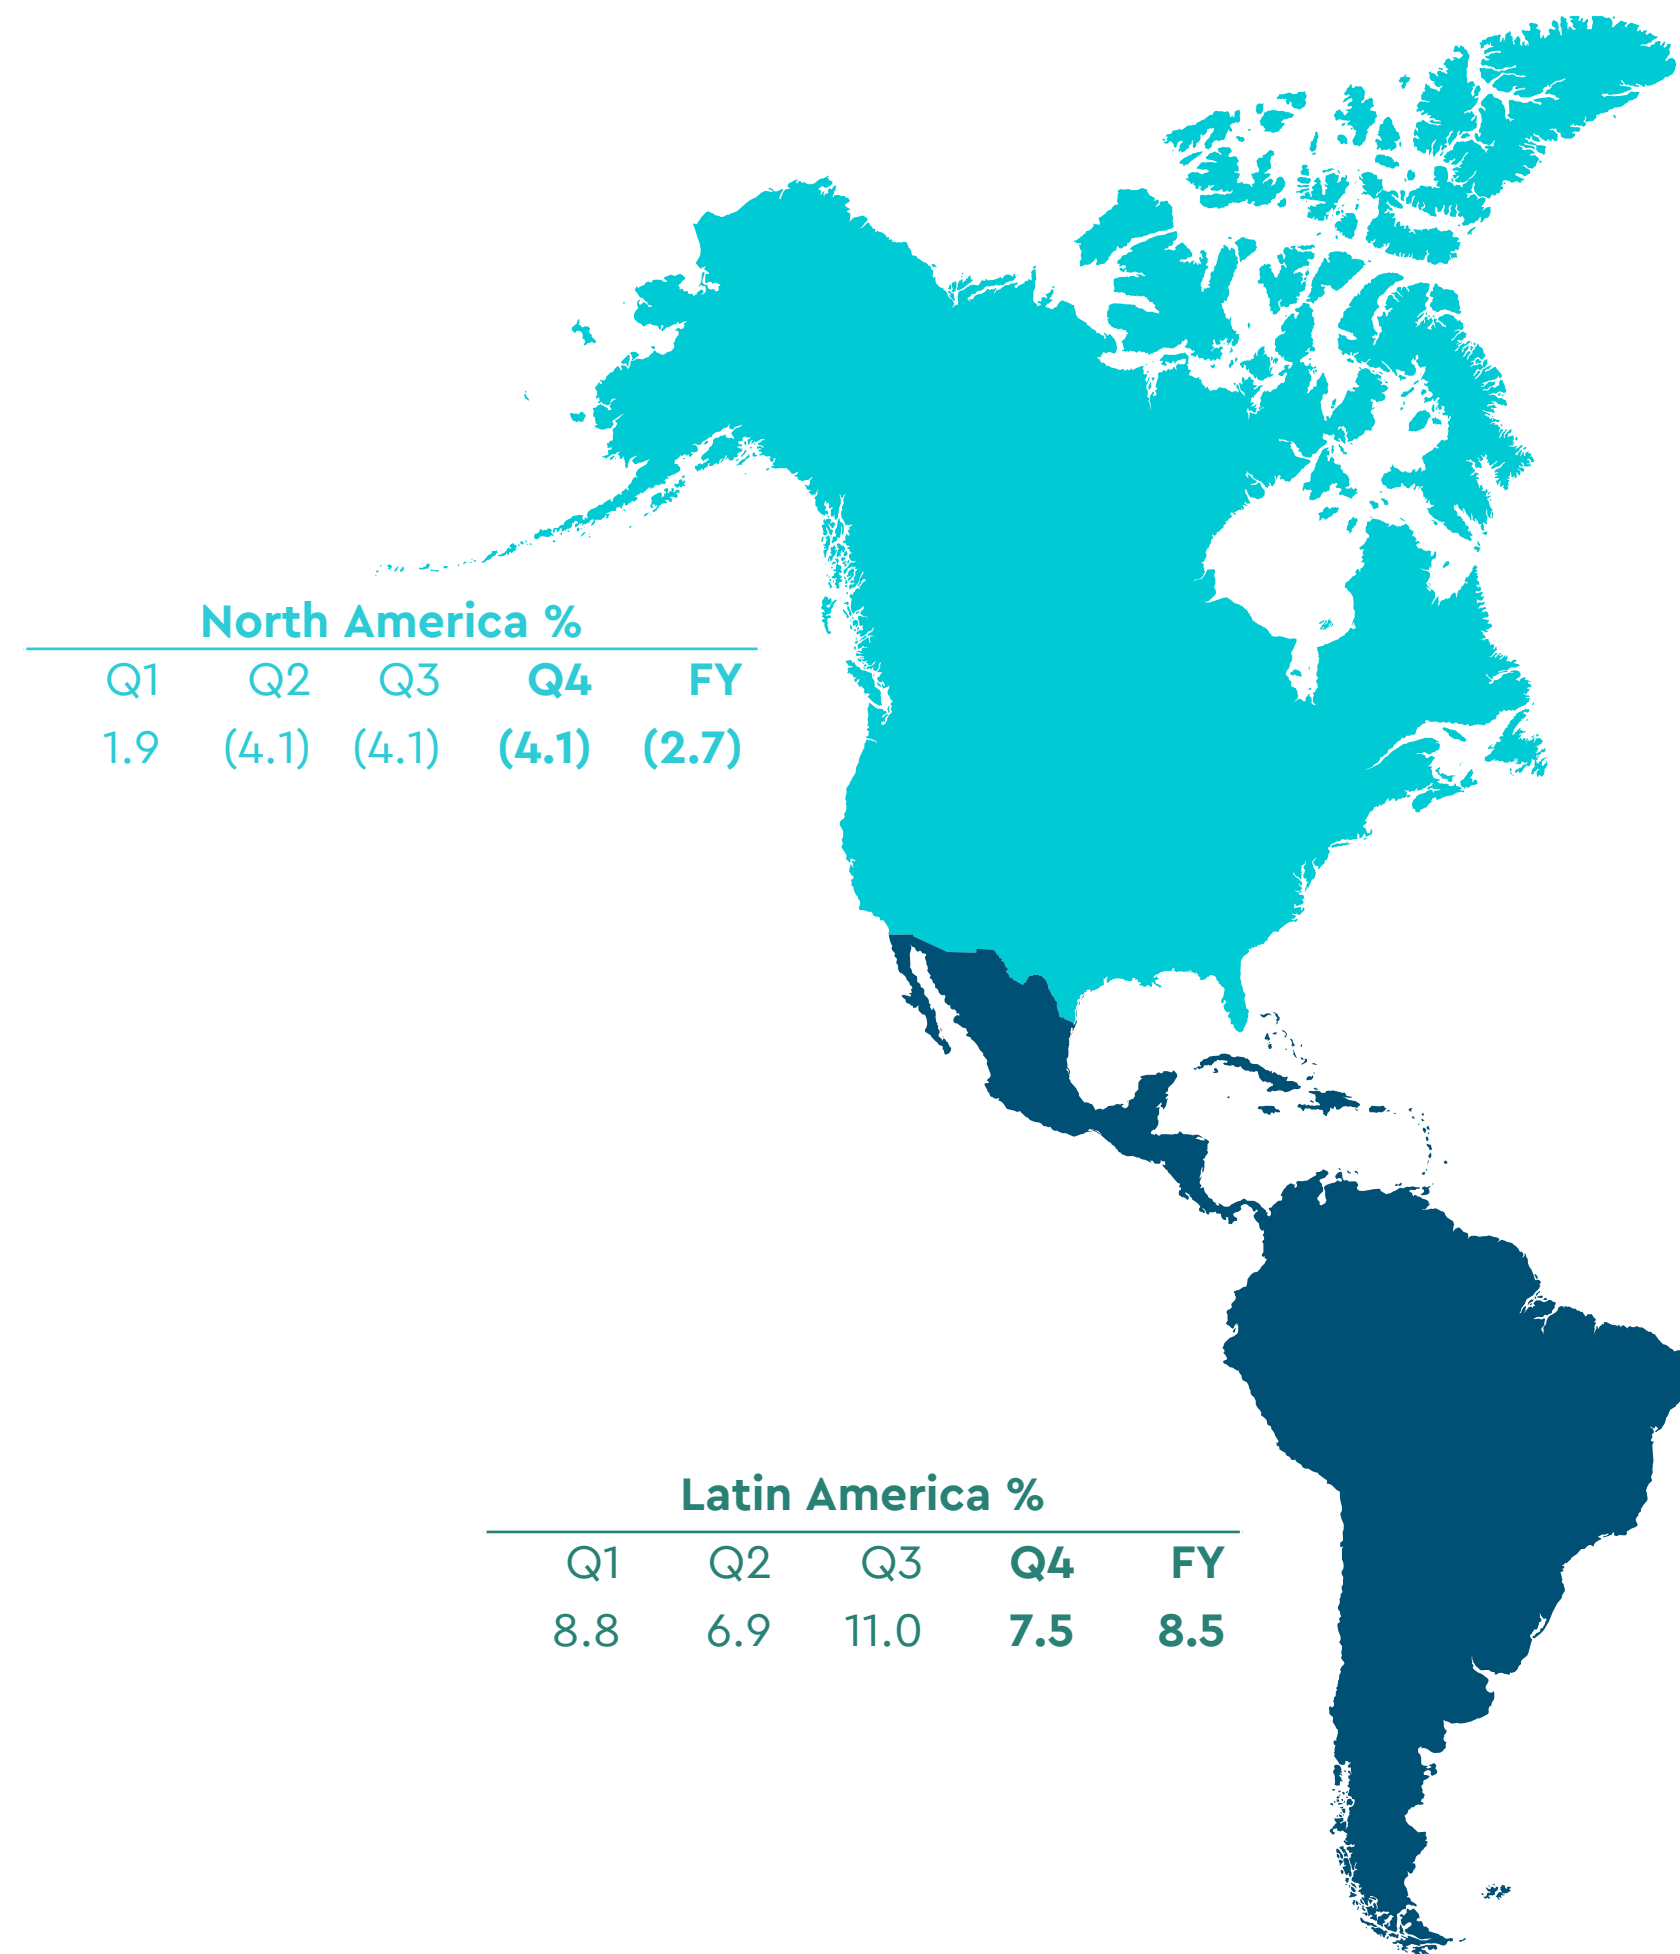 North America %
Q1 Q2 Q3 Q4 FY
1.9 (4.1) (4.1) (4.1) (2.7)
Latin America %
Q1 Q2 Q3 Q4 FY
8.8 6.9 11.0 7.5 8.5